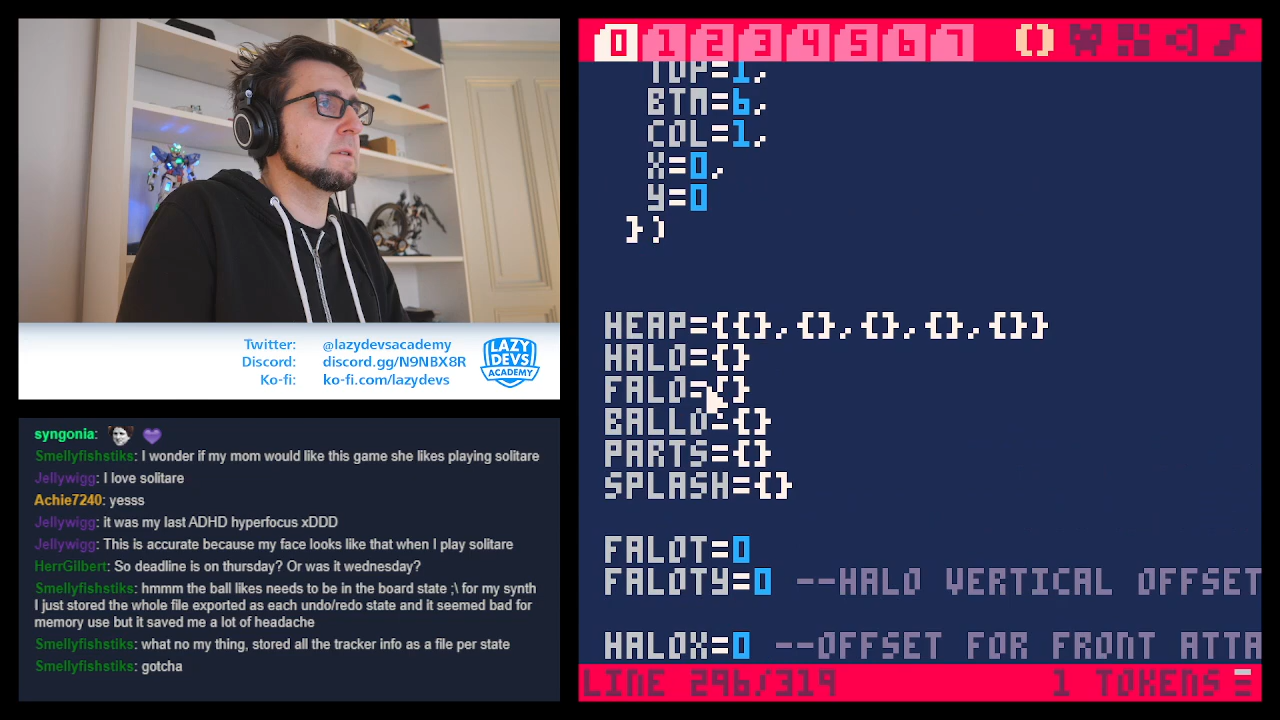 Twitter: @lazydevsacademy
Discord: discord.gg/N9NBX8R
Ko-fi: ko-fi.com/lazydevs
LAZY
DEVS
ACADEMY
syngonia:
Smellyfishstiks: I wonder if my mom would like this game she likes playing solitare
Jellywigg: I love solitare
Achie7240: yesss
Jellywigg: it was my last ADHD hyperfocus xDDD
Jellywigg: This is accurate because my face looks like that when I play solitare
HerrGilbert: So deadline is on thursday? Or was it wednesday?
Smellyfishstiks: hmmm the ball likes needs to be in the board state ;\ for my synth
I just stored the whole file exported as each undo/redo state and it seemed bad for
memory use but it saved me a lot of headache
Smellyfishstiks: what no my thing, stored all the tracker info as a file per state
Smellyfishstiks: gotcha
0 1 2 3 4 5 6 7 {}
TOP=1,
BTM=6,
COL=1,
X=0,
Y=0
})
HEAP={{},{},{},{},{}}
HALO={}
FALO={}
BALLO={}
PARTS={}
SPLASH={}
FALOT=0
FALOTY=0 --HALO VERTICAL OFFSET
HALOX=0 --OFFSET FOR FRONT ATTA
LINE 296/319 1 TOKENS